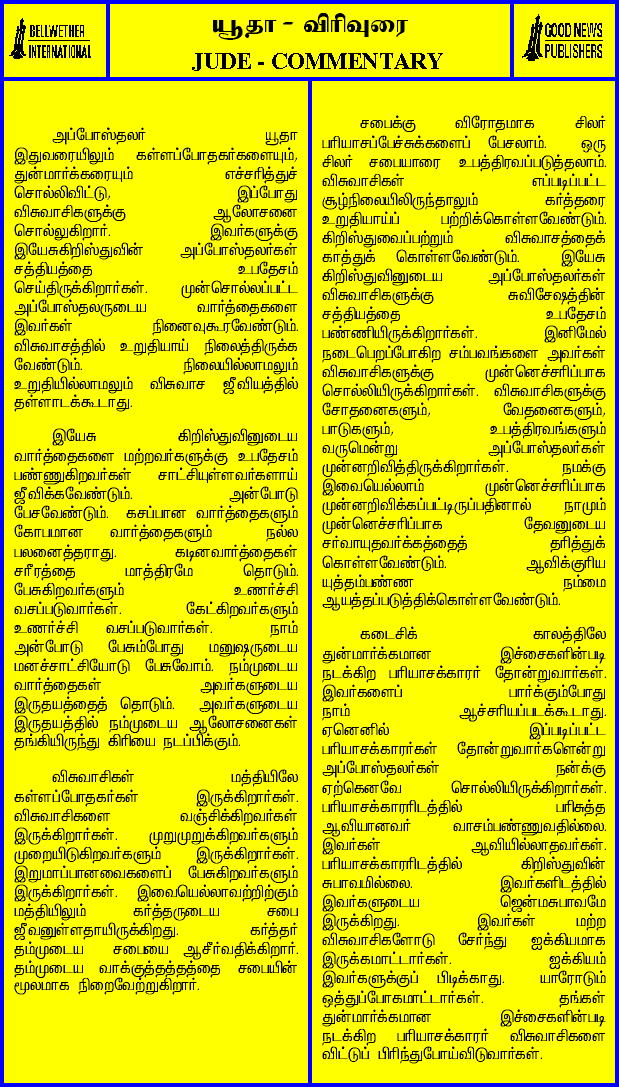 BELLWETHER
INTERNATIONAL
யூதா - விரிவுரை
JUDE - COMMENTARY
GOOD NEWS
PUBLISHERS
அப்போஸ்தலர் யூதா
இதுவரையிலும் கள்ளப்போதகர்களையும்,
துன்மார்க்கரையும் எச்சரித்துச்
சொல்லிவிட்டு, இப்போது
விசுவாசிகளுக்கு ஆலோசனை
சொல்லுகிறார். இவர்களுக்கு
இயேசுகிறிஸ்துவின் அப்போஸ்தலர்கள்
சத்தியத்தை உபதேசம்
செய்திருக்கிறார்கள். முன்சொல்லப்பட்ட
அப்போஸ்தலருடைய வார்த்தைகளை
இவர்கள் நினைவுகூரவேண்டும்.
விசுவாசத்தில் உறுதியாய் நிலைத்திருக்க
வேண்டும். நிலையில்லாமலும்
உறுதியில்லாமலும் விசுவாச ஜீவியத்தில்
தள்ளாடக்கூடாது.
இயேசு கிறிஸ்துவினுடைய
வார்த்தைகளை மற்றவர்களுக்கு உபதேசம்
பண்ணுகிறவர்கள் சாட்சியுள்ளவர்களாய்
ஜீவிக்கவேண்டும். அன்போடு
பேசவேண்டும். கசப்பான வார்த்தைகளும்
கோபமான வார்த்தைகளும் நல்ல
பலனைத்தராது. கடினவார்த்தைகள்
சரீரத்தை மாத்திரமே தொடும்.
பேசுகிறவர்களும் உணர்ச்சி
வசப்படுவார்கள். கேட்கிறவர்களும்
உணர்ச்சி வசப்படுவார்கள். நாம்
அன்போடு பேசும்போது மனுஷருடைய
மனச்சாட்சியோடு பேசுவோம். நம்முடைய
வார்த்தைகள் அவர்களுடைய
இருதயத்தைத் தொடும். அவர்களுடைய
இருதயத்தில் நம்முடைய ஆலோசனைகள்
தங்கியிருந்து கிரியை நடப்பிக்கும்.
விசுவாசிகள் மத்தியிலே
கள்ளப்போதகர்கள் இருக்கிறார்கள்.
விசுவாசிகளை வஞ்சிக்கிறவர்கள்
இருக்கிறார்கள். முறுமுறுக்கிறவர்களும்
முறையிடுகிறவர்களும் இருக்கிறார்கள்.
இறுமாப்பானவைகளைப் பேசுகிறவர்களும்
இருக்கிறார்கள். இவையெல்லாவற்றிற்கும்
மத்தியிலும் கர்த்தருடைய சபை
ஜீவனுள்ளதாயிருக்கிறது. கர்த்தர்
தம்முடைய சபையை ஆசீர்வதிக்கிறார்.
தம்முடைய வாக்குத்தத்தத்தை சபையின்
மூலமாக நிறைவேற்றுகிறார்.
சபைக்கு விரோதமாக சிலர்
பரியாசப்பேச்சுக்களைப் பேசலாம். ஒரு
சிலர் சபையாரை உபத்திரவப்படுத்தலாம்.
விசுவாசிகள் எப்படிப்பட்ட
சூழ்நிலையிலிருந்தாலும் கர்த்தரை
உறுதியாய்ப் பற்றிக்கொள்ளவேண்டும்.
கிறிஸ்துவைப்பற்றும் விசுவாசத்தைக்
காத்துக் கொள்ளவேண்டும். இயேசு
கிறிஸ்துவினுடைய அப்போஸ்தலர்கள்
விசுவாசிகளுக்கு சுவிசேஷத்தின்
சத்தியத்தை உபதேசம்
பண்ணியிருக்கிறார்கள். இனிமேல்
நடைபெறப்போகிற சம்பவங்களை அவர்கள்
விசுவாசிகளுக்கு முன்னெச்சரிப்பாக
சொல்லியிருக்கிறார்கள். விசுவாசிகளுக்கு
சோதனைகளும், வேதனைகளும்,
பாடுகளும், உபத்திரவங்களும்
வருமென்று அப்போஸ்தலர்கள்
முன்னறிவித்திருக்கிறார்கள். நமக்கு
இவையெல்லாம் முன்னெச்சரிப்பாக
முன்னறிவிக்கப்பட்டிருப்பதினால் நாமும்
முன்னெச்சரிப்பாக தேவனுடைய
சர்வாயுதவர்க்கத்தைத் தரித்துக்
கொள்ளவேண்டும். ஆவிக்குரிய
யுத்தம்பண்ண நம்மை
ஆயத்தப்படுத்திக்கொள்ளவேண்டும்.
கடைசிக் காலத்திலே
துன்மார்க்கமான இச்சைகளின்படி
நடக்கிற பரியாசக்காரர் தோன்றுவார்கள்.
இவர்களைப் பார்க்கும்போது
நாம் ஆச்சரியப்படக்கூடாது.
ஏனெனில் இப்படிப்பட்ட
பரியாசக்காரர்கள் தோன்றுவார்களென்று
அப்போஸ்தலர்கள் நன்க்கு
ஏற்கெனவே சொல்லியிருக்கிறார்கள்.
பரியாசக்காரரிடத்தில் பரிசுத்த
ஆவியானவர் வாசம்பண்ணுவதில்லை.
இவர்கள் ஆவியில்லாதவர்கள்.
பரியாசக்காரரிடத்தில் கிறிஸ்துவின்
சுபாவமில்லை. இவர்களிடத்தில்
இவர்களுடைய ஜென்மசுபாவமே
இருக்கிறது. இவர்கள் மற்ற
விசுவாசிகளோடு சேர்ந்து ஐக்கியமாக
இருக்கமாட்டார்கள். ஐக்கியம்
இவர்களுக்குப் பிடிக்காது. யாரோடும்
ஒத்துப்போகமாட்டார்கள். தங்கள்
துன்மார்க்கமான இச்சைகளின்படி
நடக்கிற பரியாசக்காரர் விசுவாசிகளை
விட்டுப் பிரிந்துபோய்விடுவார்கள்.